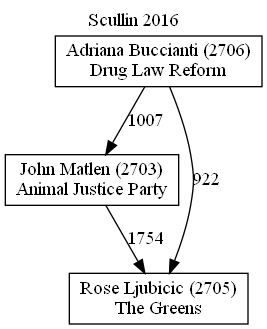 Scullin 2016
Adriana Buccianti (2706)
Drug Law Reform
1007
John Matlen (2703)
Animal Justice Party
922
1754
Rose Ljubicic (2705)
The Greens